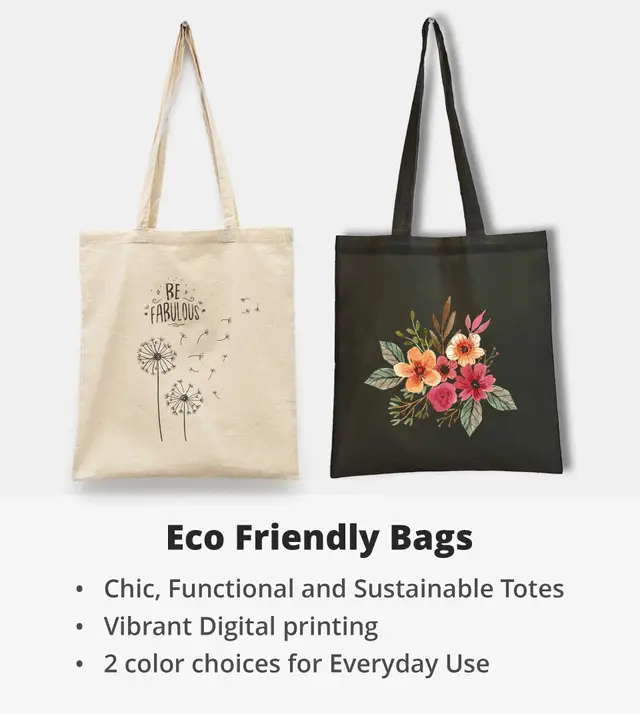 BE
FABULOUS
Eco Friendly Bags
• Chic, Functional and Sustainable Totes
• Vibrant Digital printing
• 2 color choices for Everyday Use